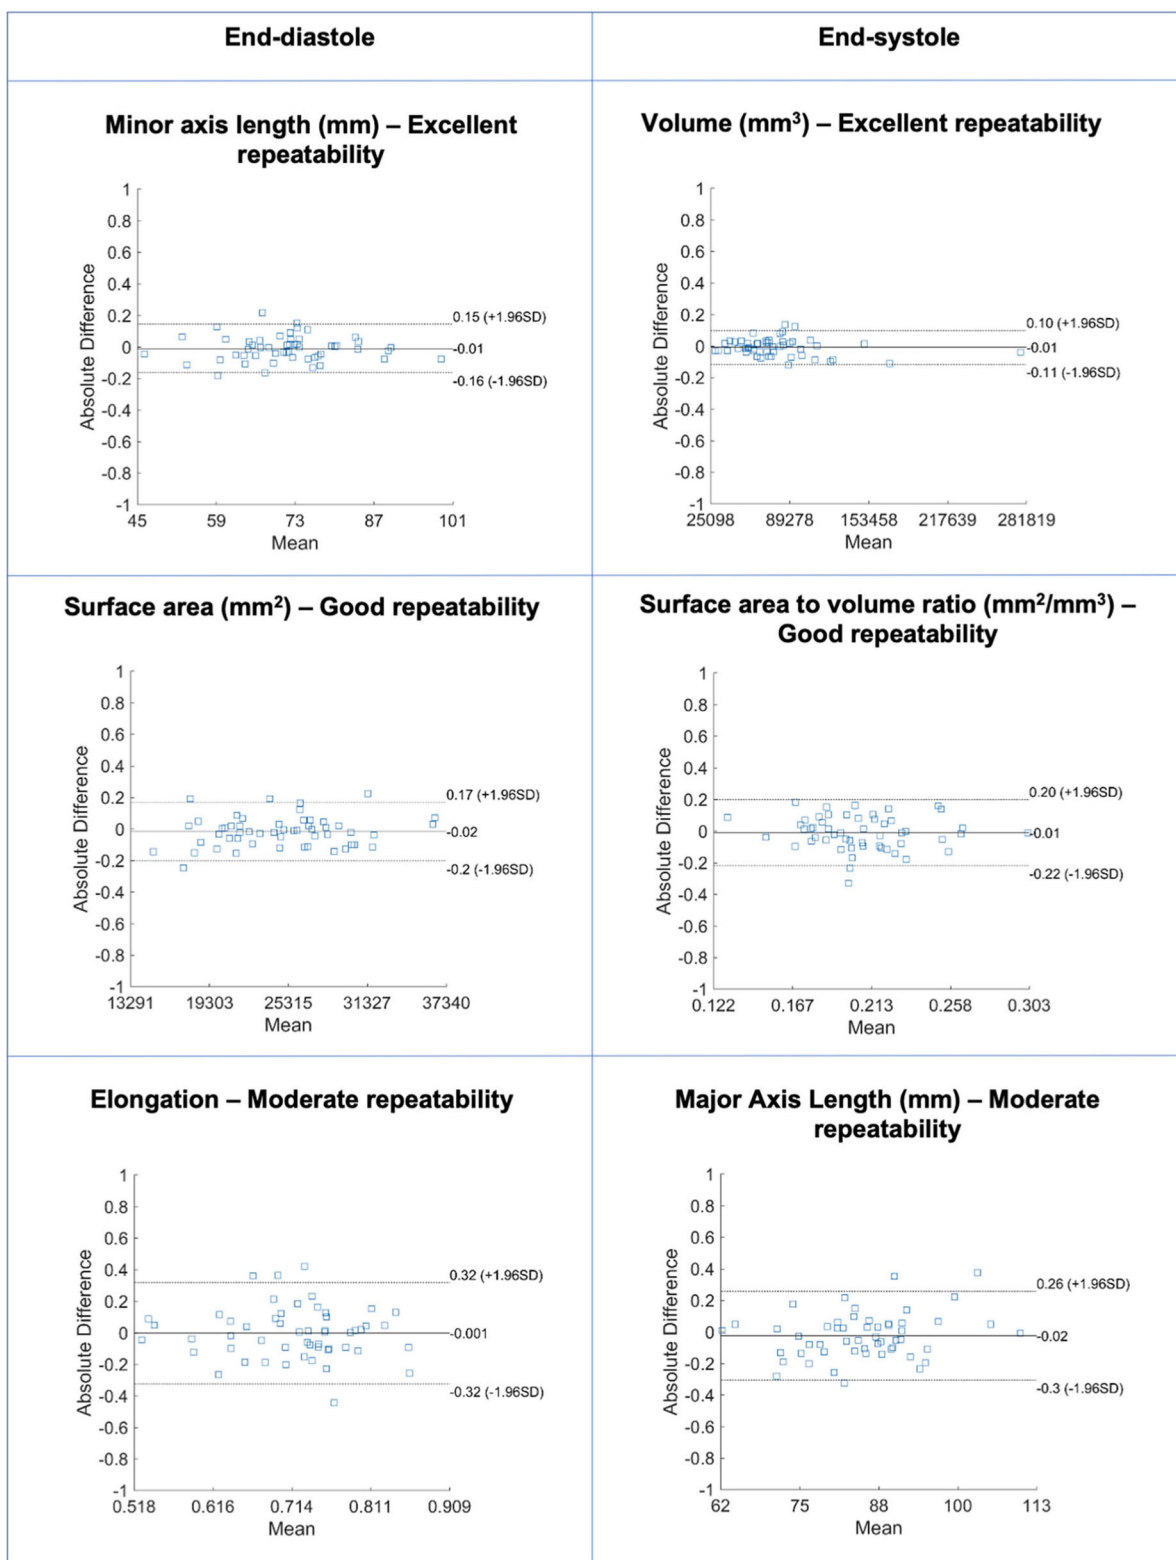 End-diastole
End-systole
Minor axis length (mm) – Excellent
repeatability
1
0.8
0.6
0.4
0.2
0
-0.2
-0.4
-0.6
-0.8
-1
Absolute Difference
0.15 (+1.96SD)
-0.01
-0.16 (-1.96SD)
45 59 73 87 101
Mean
Volume (mm³) – Excellent repeatability
1
0.8
0.6
0.4
0.2
0
-0.2
-0.4
-0.6
-0.8
-1
Absolute Difference
0.10 (+1.96SD)
-0.01
-0.11 (-1.96SD)
25098 89278 153458 217639 281819
Mean
Surface area (mm²) – Good repeatability
1
0.8
0.6
0.4
0.2
0
-0.2
-0.4
-0.6
-0.8
-1
Absolute Difference
0.17 (+1.96SD)
-0.02
-0.2 (-1.96SD)
13291 19303 25315 31327 37340
Mean
Surface area to volume ratio (mm²/mm³) –
Good repeatability
1
0.8
0.6
0.4
0.2
0
-0.2
-0.4
-0.6
-0.8
-1
Absolute Difference
0.20 (+1.96SD)
-0.01
-0.22 (-1.96SD)
0.122 0.167 0.213 0.258 0.303
Mean
Elongation – Moderate repeatability
1
0.8
0.6
0.4
0.2
0
-0.2
-0.4
-0.6
-0.8
-1
Absolute Difference
0.32 (+1.96SD)
-0.001
-0.32 (-1.96SD)
0.518 0.616 0.714 0.811 0.909
Mean
Major Axis Length (mm) – Moderate
repeatability
1
0.8
0.6
0.4
0.2
0
-0.2
-0.4
-0.6
-0.8
-1
Absolute Difference
0.26 (+1.96SD)
-0.02
-0.3 (-1.96SD)
62 75 88 100 113
Mean